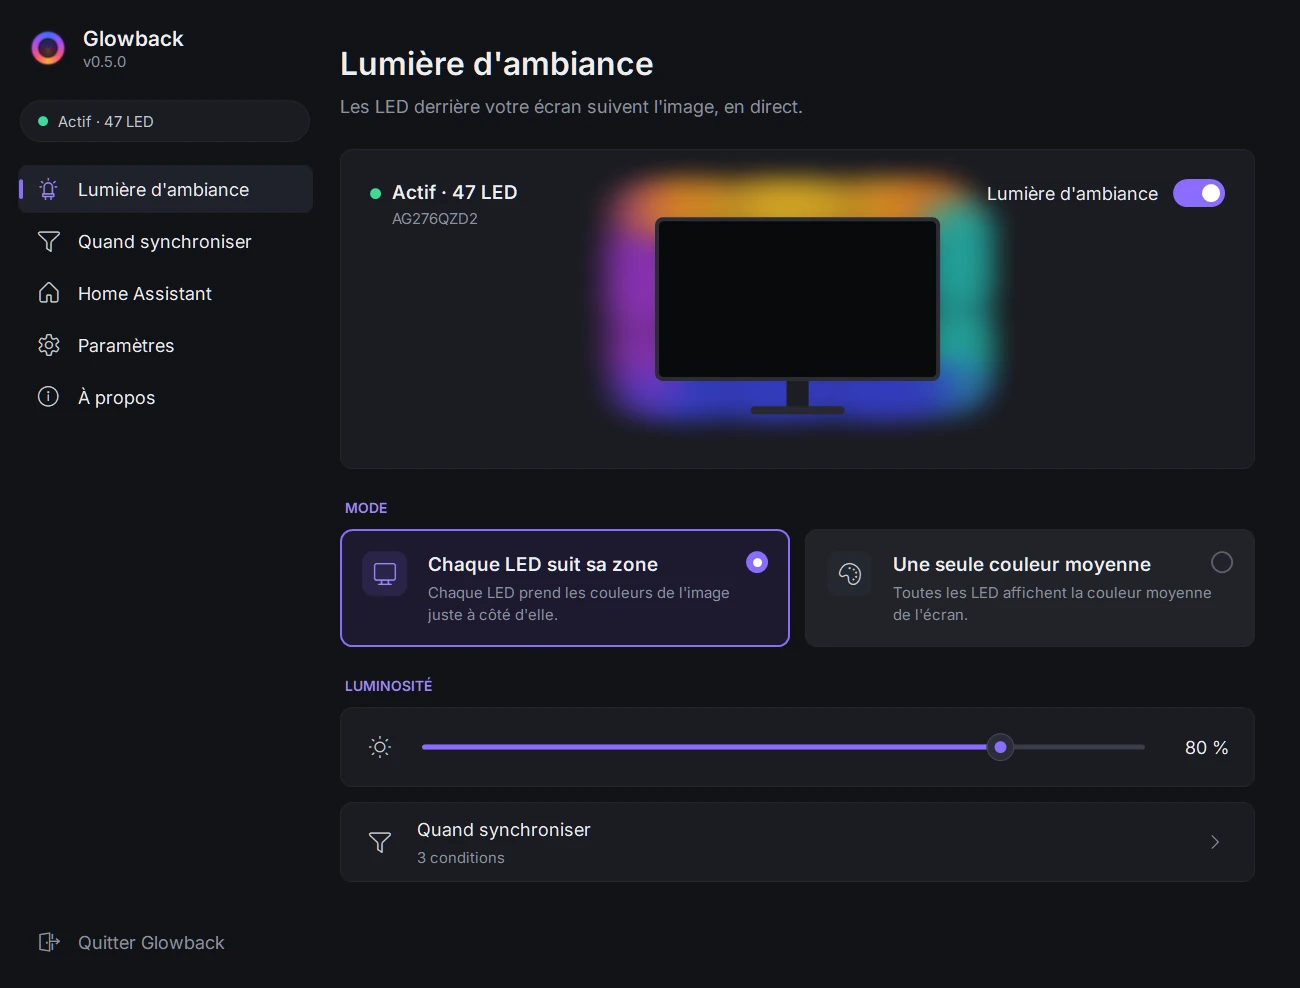 Glowback
v0.5.0
Actif · 47 LED
Lumière d'ambiance
Quand synchroniser
Home Assistant
Paramètres
À propos
Quitter Glowback
Lumière d'ambiance
Les LED derrière votre écran suivent l'image, en direct.
Actif · 47 LED
AG276QZD2
Lumière d'ambiance
MODE
Chaque LED suit sa zone
Chaque LED prend les couleurs de l'image
juste à côté d'elle.
Une seule couleur moyenne
Toutes les LED affichent la couleur moyenne
de l'écran.
LUMINOSITÉ
80 %
Quand synchroniser
3 conditions